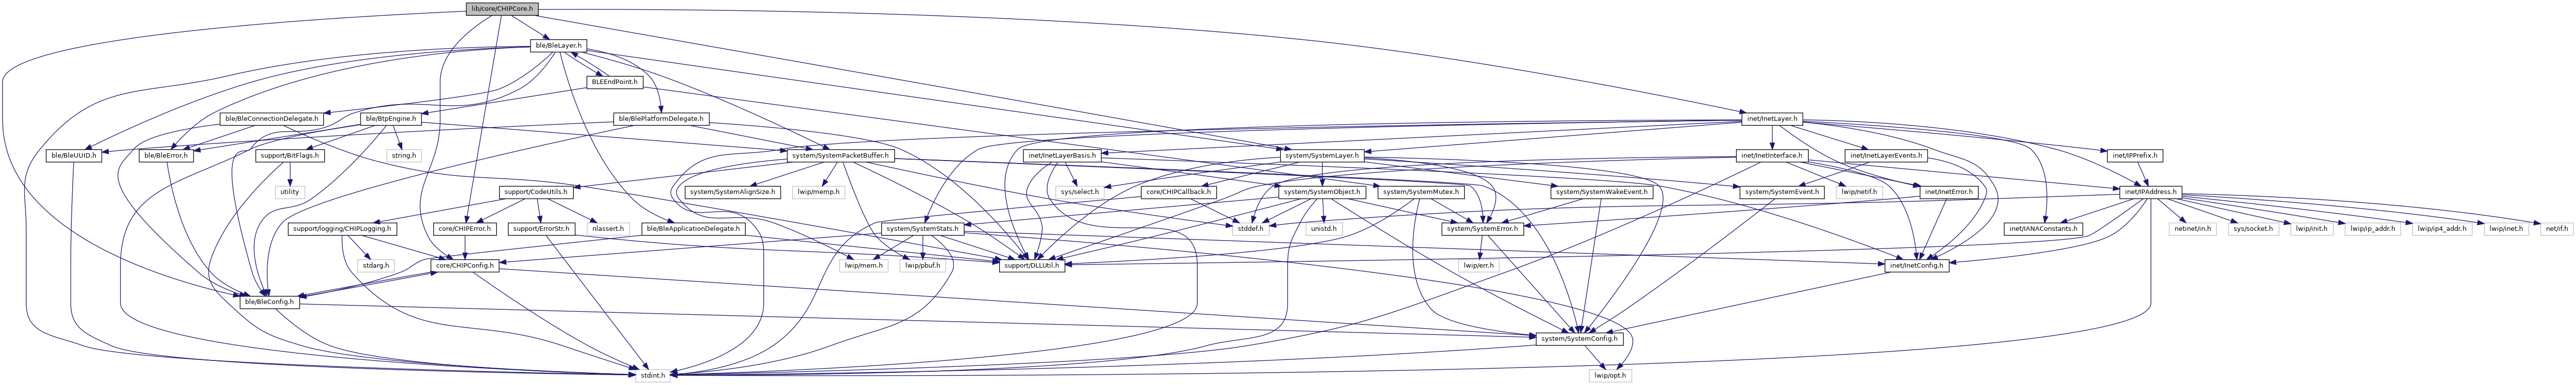 lib/core/CHIPCore.h
ble/BleLayer.h
BLEEndPoint.h
ble/BleConnectionDelegate.h
ble/BtpEngine.h
ble/BlePlatformDelegate.h
inet/InetLayer.h
ble/BleUUID.h
ble/BleError.h
support/BitFlags.h
string.h
system/SystemPacketBuffer.h
inet/InetLayerBasis.h
system/SystemLayer.h
inet/InetInterface.h
inet/InetLayerEvents.h
inet/IPPrefix.h
utility
support/CodeUtils.h
system/SystemAlignSize.h
lwip/memp.h
sys/select.h
core/CHIPCallback.h
system/SystemObject.h
system/SystemMutex.h
system/SystemWakeEvent.h
system/SystemEvent.h
lwip/netif.h
inet/InetError.h
inet/IPAddress.h
support/logging/CHIPLogging.h
core/CHIPError.h
support/ErrorStr.h
nlassert.h
ble/BleApplicationDelegate.h
system/SystemStats.h
stddef.h
unistd.h
system/SystemError.h
inet/IANAConstants.h
netinet/in.h
sys/socket.h
lwip/init.h
lwip/ip_addr.h
lwip/ip4_addr.h
lwip/inet.h
net/if.h
stdarg.h
core/CHIPConfig.h
lwip/mem.h
lwip/pbuf.h
support/DLLUtil.h
lwip/err.h
inet/InetConfig.h
ble/BleConfig.h
system/SystemConfig.h
stdint.h
lwip/opt.h